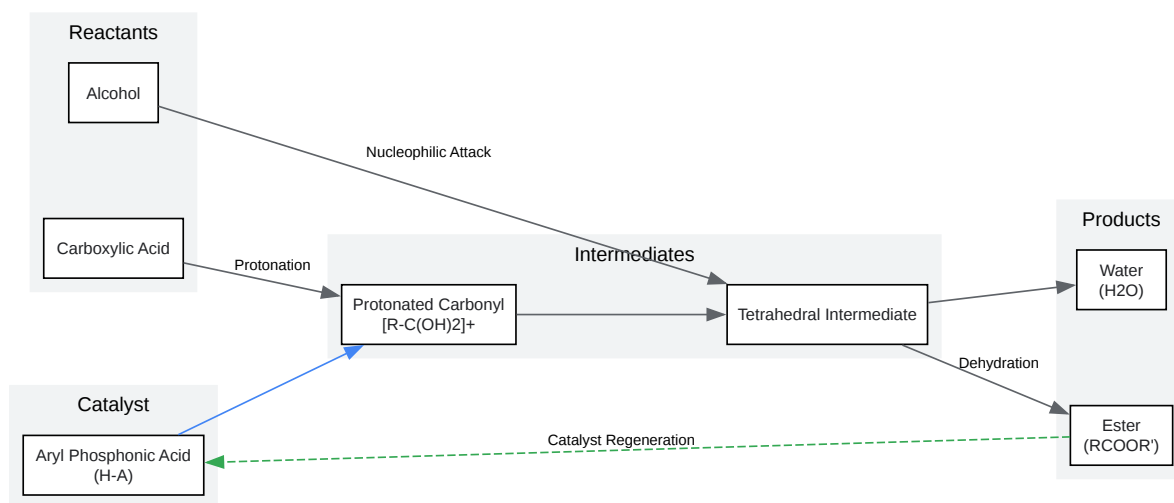 Reactants
Alcohol
Nucleophilic Attack
Carboxylic Acid
Protonation
Intermediates
Protonated Carbonyl
[R-C(OH)2]+
Tetrahedral Intermediate
Products
Water
(H2O)
Dehydration
Ester
(RCOOR')
Catalyst
Aryl Phosphonic Acid
(H-A)
Catalyst Regeneration